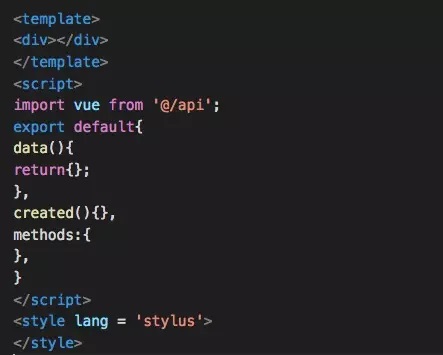 <template>
<div></div>
</template>
<script>
import vue from '@/api';
export default{
data(){
return{};
},
created(){},
methods:{
},
}
</script>
<style lang = 'stylus'>
</style>